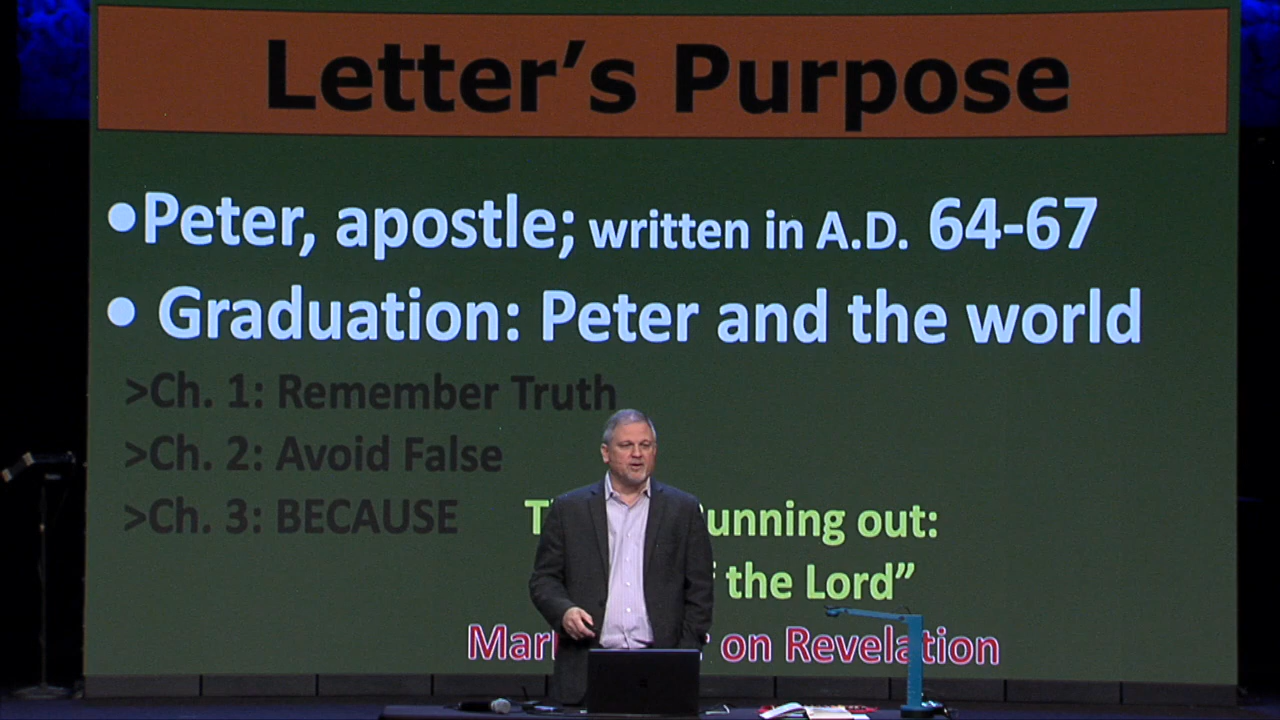 Letter's Purpose
•Peter, apostle; written in A.D. 64-67
• Graduation: Peter and the world
>Ch. 1: Remember Truth
>Ch. 2: Avoid False
>Ch. 3: BECAUSE
out:
the Lord”
on Revelation